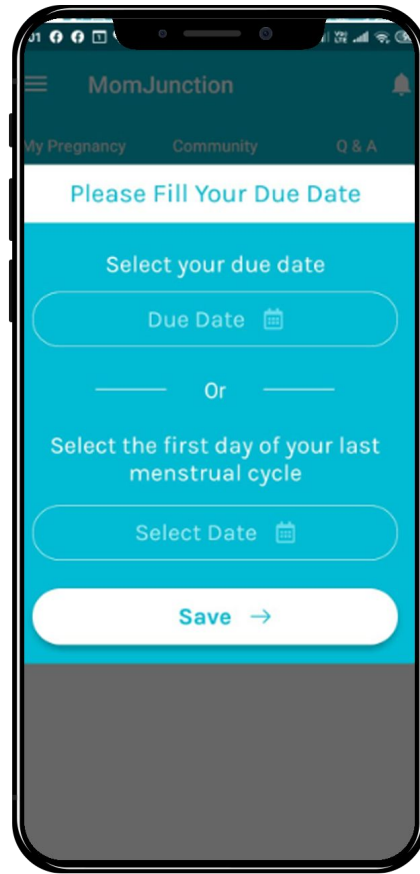 MomJunction
My Pregnancy Community Q & A
Please Fill Your Due Date
Select your due date
Due Date
Or
Select the first day of your last
menstrual cycle
Select Date
Save →